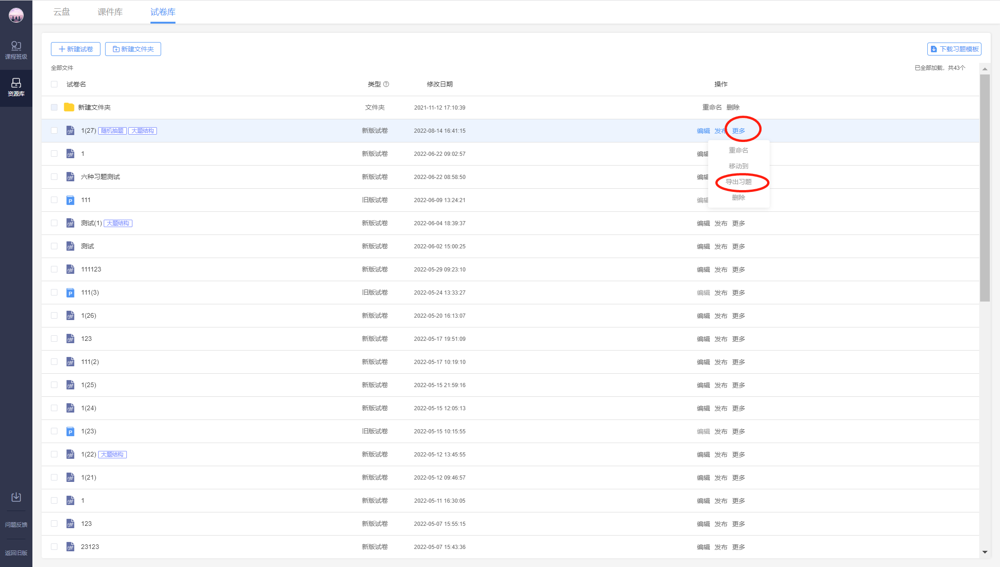 云盘 课件库 试卷库
课程班级
资源库
问题反馈
返回旧版
新建试卷 新建文件夹 下载习题模板
全部文件 已全部加载，共43个
试卷名 类型 修改日期 操作
新建文件夹 文件夹 2021-11-12 17:10:39 重命名 删除
1(27) 随机抽题 大题结构 新版试卷 2022-08-14 16:41:15 编辑 发布 更多
重命名
移动到
导出习题
删除
1 新版试卷 2022-06-22 09:02:57 编辑
六种习题测试 新版试卷 2022-06-22 08:58:50 编辑
P 111 旧版试卷 2022-06-09 13:24:21 编辑
测试(1) 大题结构 新版试卷 2022-06-04 18:39:37 编辑 发布 更多
测试 新版试卷 2022-06-02 15:00:25 编辑 发布 更多
111123 新版试卷 2022-05-29 09:23:10 编辑 发布 更多
P 111(3) 旧版试卷 2022-05-24 13:33:27 编辑 发布 更多
1(26) 新版试卷 2022-05-20 16:13:07 编辑 发布 更多
123 新版试卷 2022-05-17 19:51:09 编辑 发布 更多
111(2) 新版试卷 2022-05-17 10:19:10 编辑 发布 更多
1(25) 新版试卷 2022-05-15 21:59:16 编辑 发布 更多
1(24) 新版试卷 2022-05-15 12:05:13 编辑 发布 更多
P 1(23) 旧版试卷 2022-05-15 10:15:55 编辑 发布 更多
1(22) 大题结构 新版试卷 2022-05-12 13:45:55 编辑 发布 更多
1(21) 新版试卷 2022-05-12 09:46:57 编辑 发布 更多
1 新版试卷 2022-05-11 16:30:05 编辑 发布 更多
123 新版试卷 2022-05-07 15:55:15 编辑 发布 更多
23123 新版试卷 2022-05-07 15:43:36 编辑 发布 更多